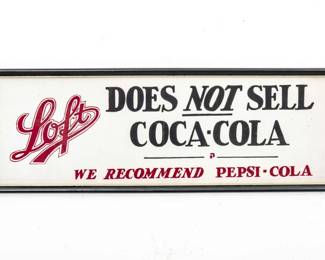 Loft
DOES NOT SELL
COCA·COLA
WE RECOMMEND PEPSI·COLA